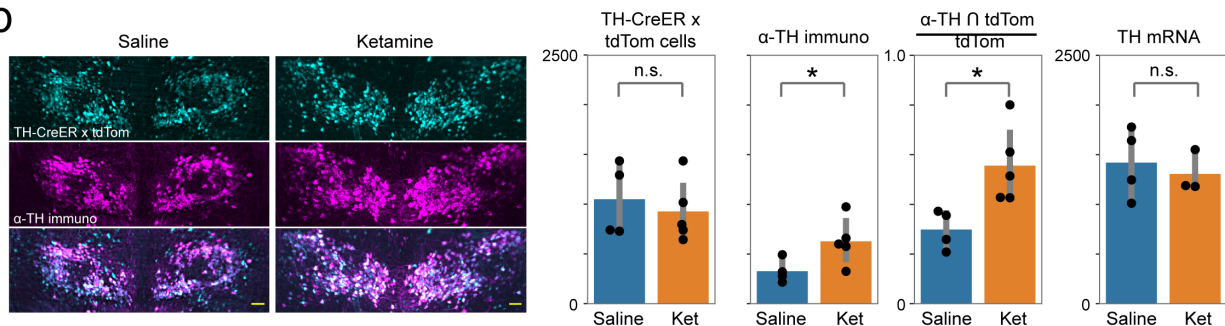 Saline
Ketamine
TH-CreER x tdTom
α-TH immuno
TH-CreER x
tdTom cells
2500
n.s.
0
Saline Ket
α-TH immuno
*
Saline Ket
α-TH ∩ tdTom
tdTom
1.0
*
0
Saline Ket
TH mRNA
2500
n.s.
0
Saline Ket